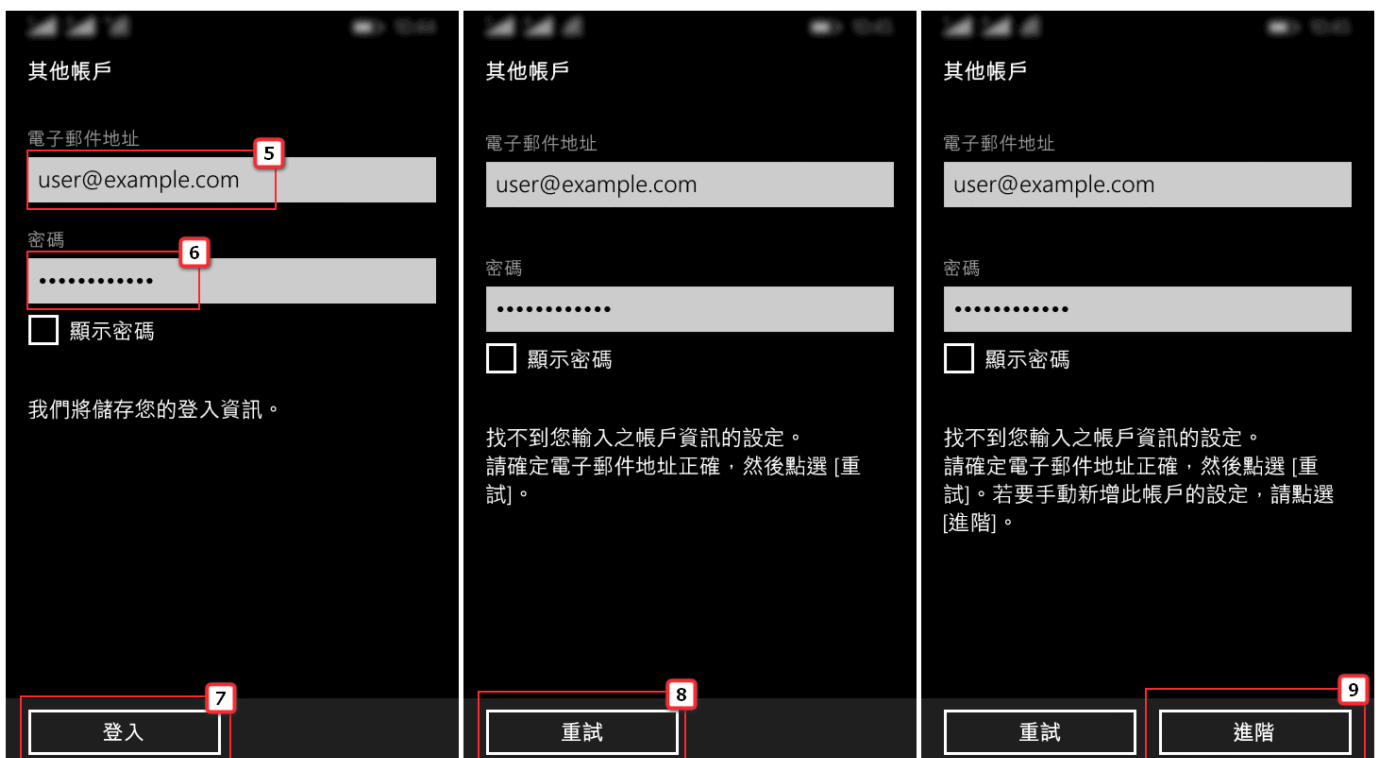 其他帳戶
電子郵件地址
5
user@example.com
密碼
6
••••••••••••
顯示密碼
我們將儲存您的登入資訊。
7
登入
其他帳戶
電子郵件地址
user@example.com
密碼
••••••••••••
顯示密碼
找不到您輸入之帳戶資訊的設定。
請確定電子郵件地址正確，然後點選 [重
試]。
8
重試
其他帳戶
電子郵件地址
user@example.com
密碼
••••••••••••
顯示密碼
找不到您輸入之帳戶資訊的設定。
請確定電子郵件地址正確，然後點選 [重
試]。若要手動新增此帳戶的設定，請點選
[進階]。
9
重試
進階